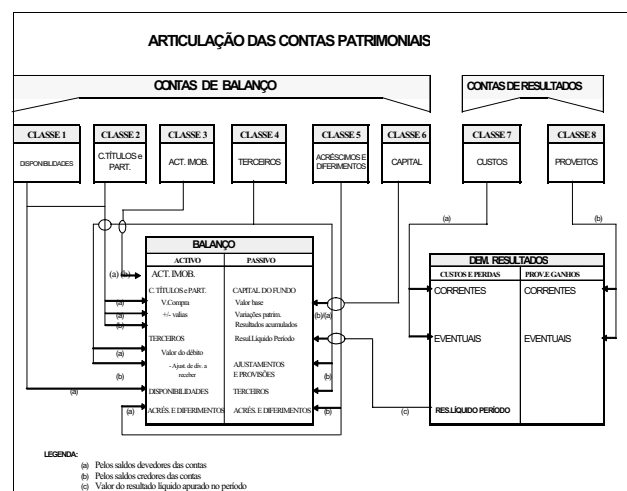 ARTICULAÇÃO DAS CONTAS PATRIMONIAIS
CONTAS DE BALANÇO
CONTAS DE RESULTADOS
CLASSE 1
DISPONIBILIDADES
CLASSE 2
C.TÍTULOS e
PART.
CLASSE 3
ACT. IMOB.
CLASSE 4
TERCEIROS
CLASSE 5
ACRÉSCIMOS E
DIFERIMENTOS
CLASSE 6
CAPITAL
CLASSE 7
CUSTOS
CLASSE 8
PROVEITOS
(a)
(b)
BALANÇO
ACTIVO
PASSIVO
(a) (b)
ACT. IMOB.
C. TÍTULOS e PART.
(a)
V.Compra
(a)
+/- valias
(b)
TERCEIROS
(a)
Valor do débito
- Ajust. de dív. a
receber
(b)
(a)
DISPONIBILIDADES
(a)
ACRÉS. E DIFERIMENTOS
CAPITAL DO FUNDO
Valor base
Variações patrim.
(b)/(a)
Resultados acumulados
Resul.Líquido Período
AJUSTAMENTOS
E PROVISÕES
(b)
TERCEIROS
ACRÉS. E DIFERIMENTOS
(b)
DEM. RESULTADOS
CUSTOS E PERDAS
PROV.E GANHOS
CORRENTES
CORRENTES
EVENTUAIS
EVENTUAIS
(c)
RES.LÍQUIDO PERÍODO
LEGENDA:
(a) Pelos saldos devedores das contas
(b) Pelos saldos credores das contas
(c) Valor do resultado líquido apurado no período